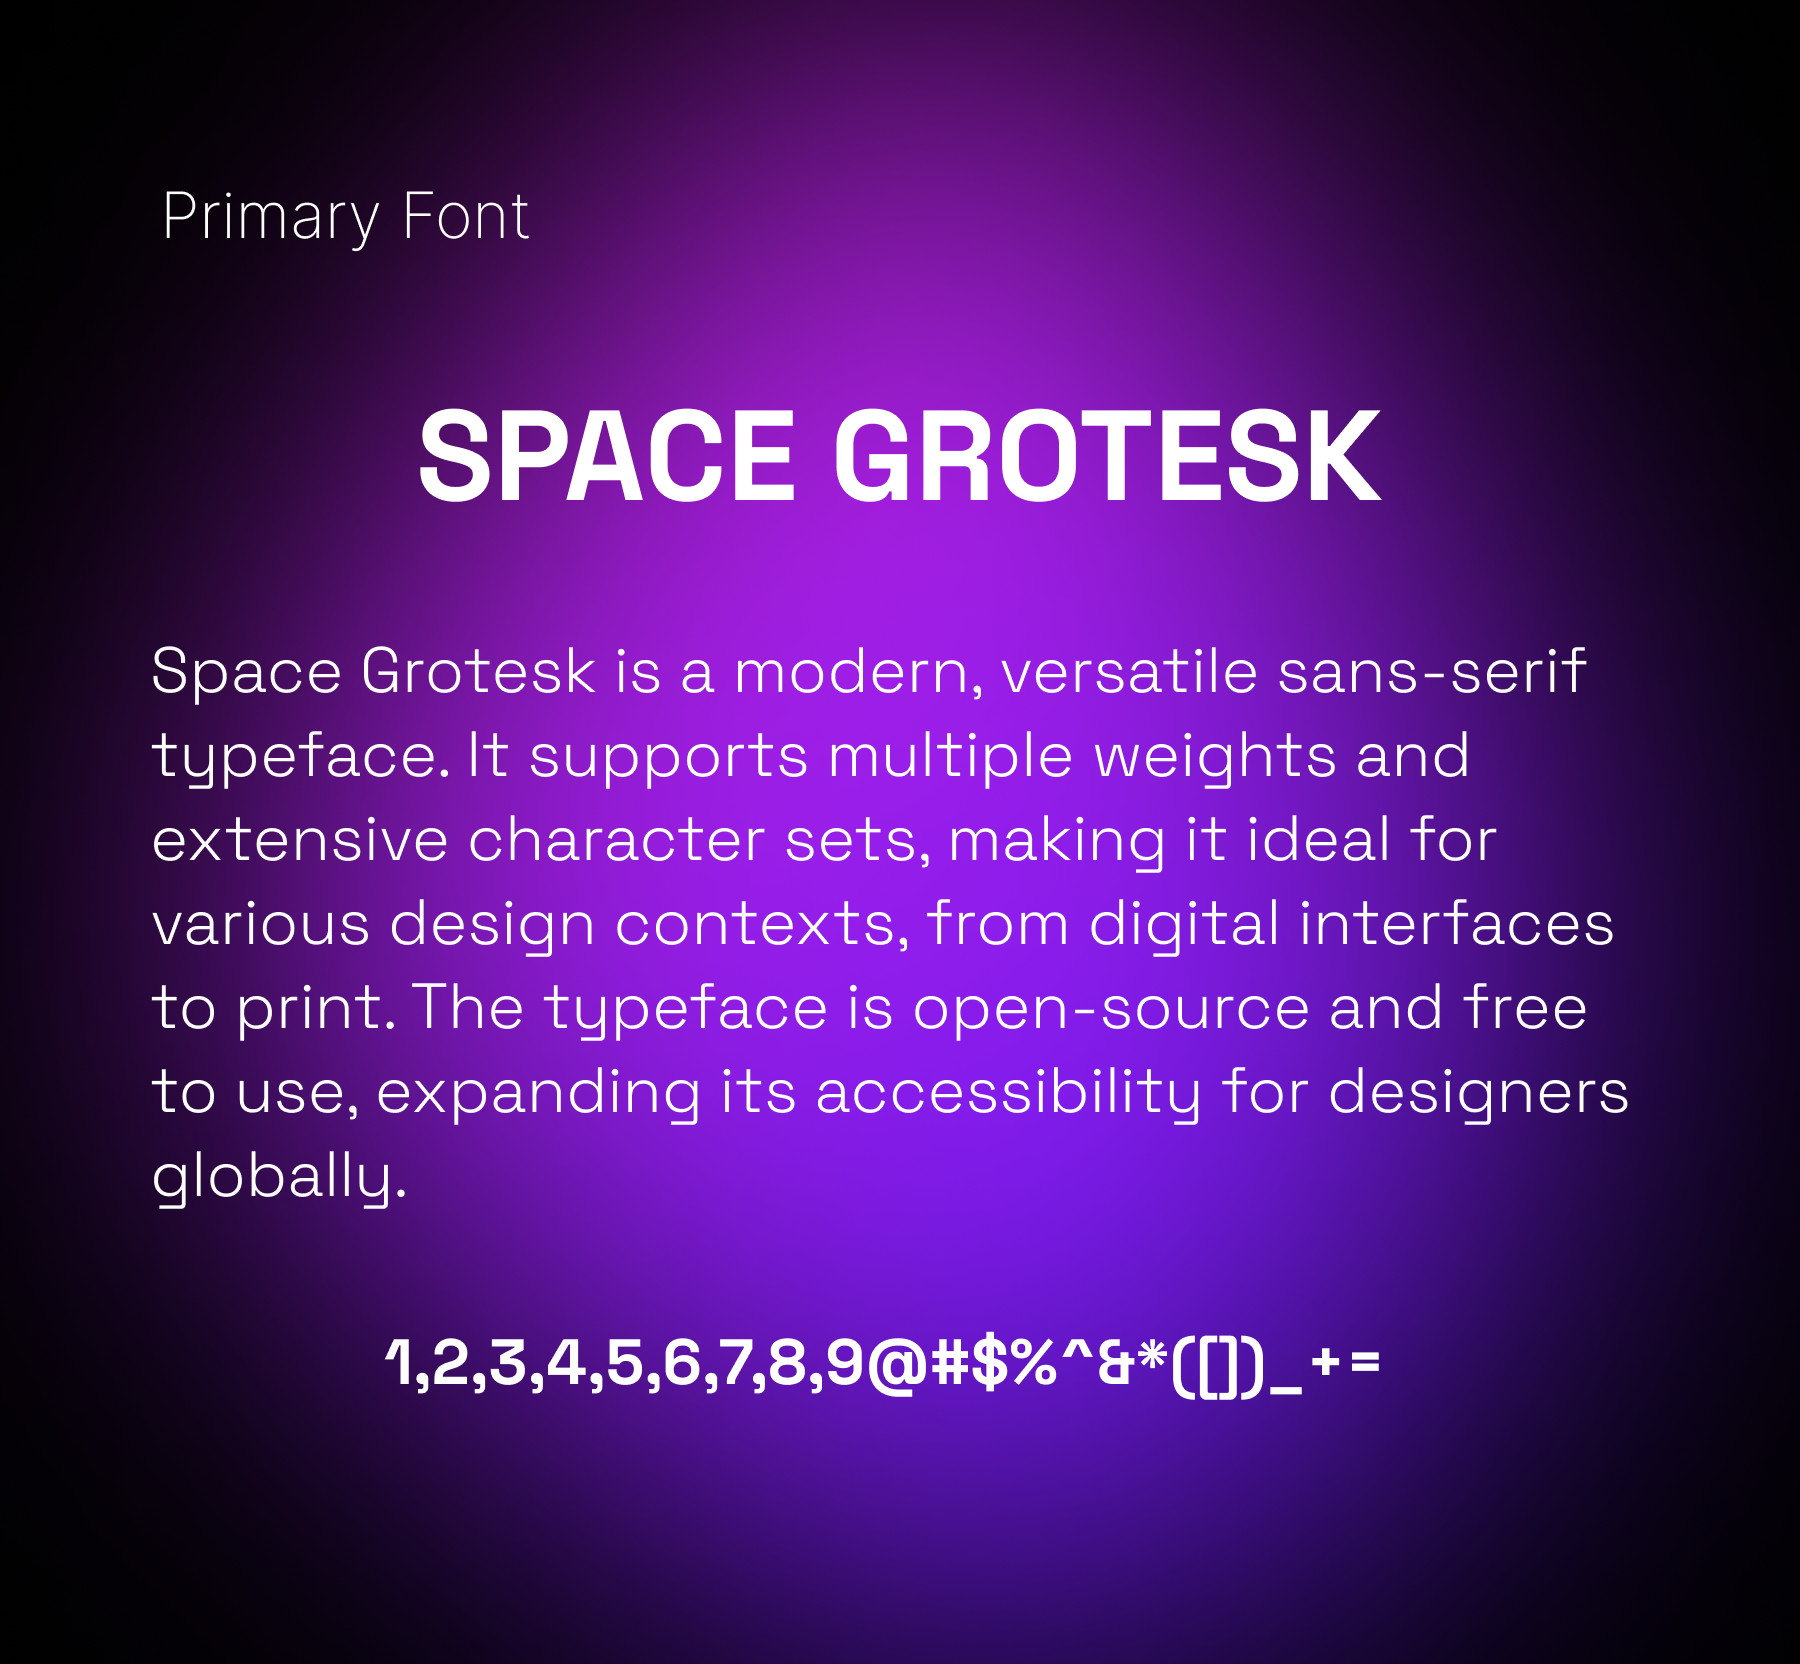 Primary Font
SPACE GROTESK
Space Grotesk is a modern, versatile sans-serif
typeface. It supports multiple weights and
extensive character sets, making it ideal for
various design contexts, from digital interfaces
to print. The typeface is open-source and free
to use, expanding its accessibility for designers
globally.
1,2,3,4,5,6,7,8,9@#$%^&*([])_+=